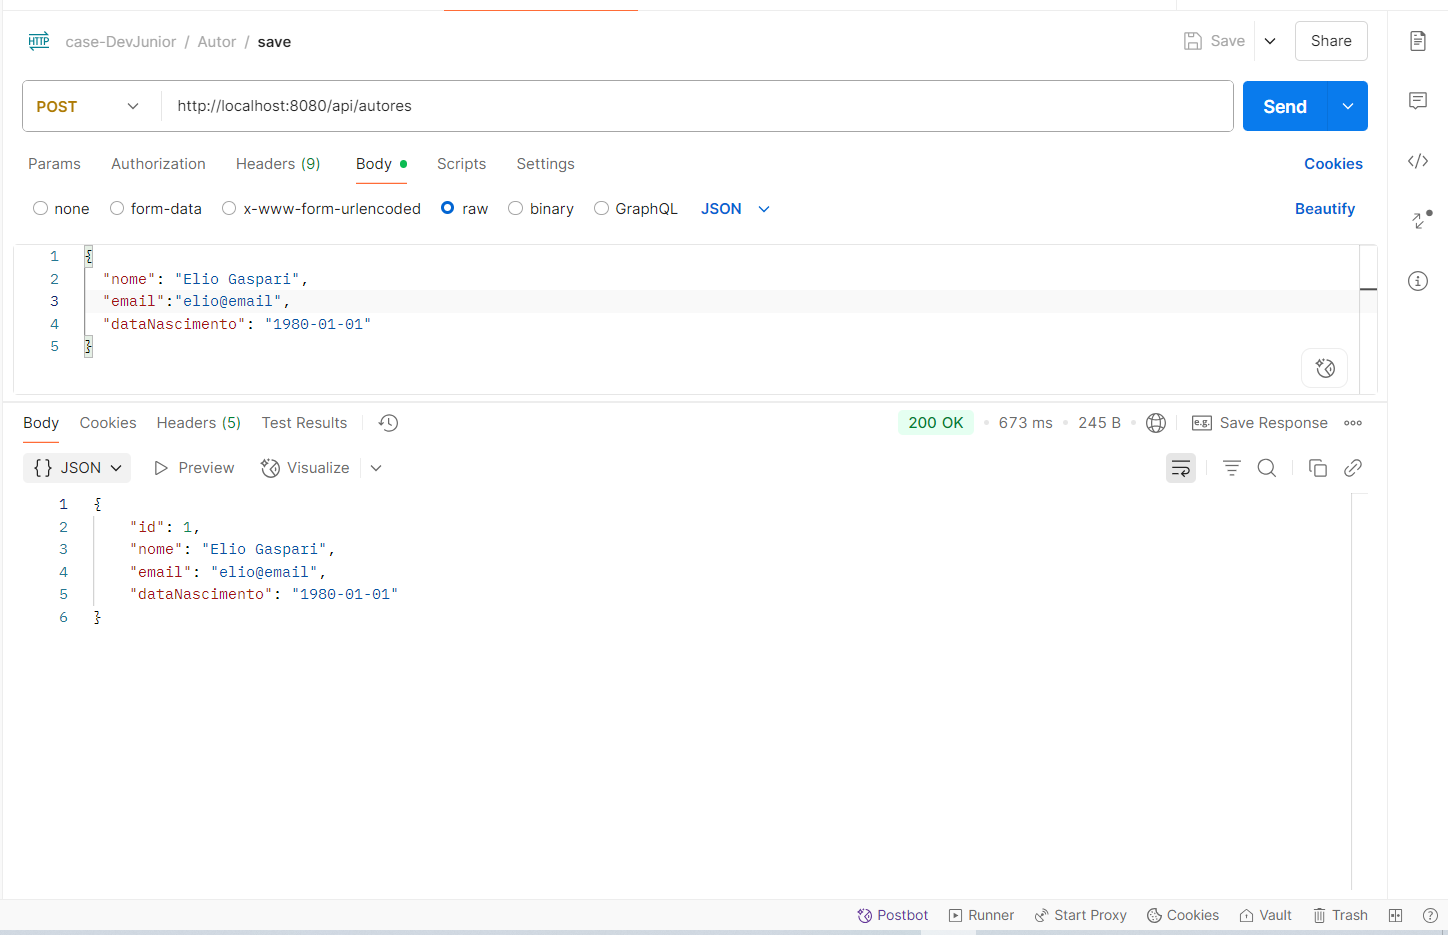 HTTP case-DevJunior / Autor / save Save Share
POST http://localhost:8080/api/autores Send
Params Authorization Headers (9) Body Scripts Settings Cookies
none form-data x-www-form-urlencoded raw binary GraphQL JSON Beautify
1 {
2 "nome": "Elio Gaspari",
3 "email":"elio@email",
4 "dataNascimento": "1980-01-01"
5 }
Body Cookies Headers (5) Test Results 200 OK • 673 ms • 245 B • e.g. Save Response
{} JSON Preview Visualize
1 {
2 "id": 1,
3 "nome": "Elio Gaspari",
4 "email": "elio@email",
5 "dataNascimento": "1980-01-01"
6 }
Postbot Runner Start Proxy Cookies Vault Trash